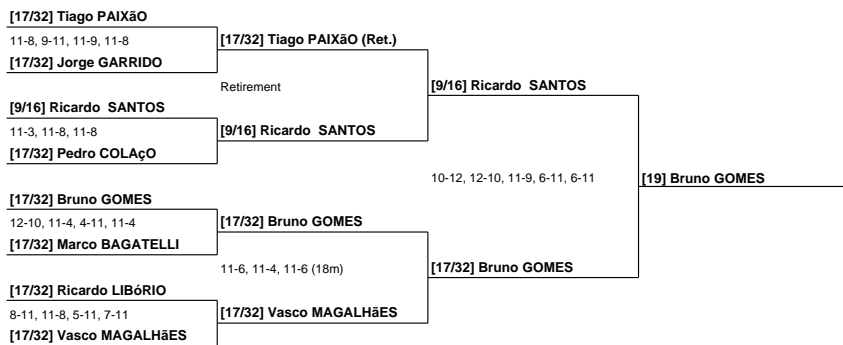 [17/32] Tiago PAIXãO
11-8, 9-11, 11-9, 11-8
[17/32] Tiago PAIXãO (Ret.)
[17/32] Jorge GARRIDO
Retirement
[9/16] Ricardo  SANTOS
[9/16] Ricardo  SANTOS
11-3, 11-8, 11-8
[9/16] Ricardo  SANTOS
[17/32] Pedro COLAçO
10-12, 12-10, 11-9, 6-11, 6-11
[19] Bruno GOMES
[17/32] Bruno GOMES
12-10, 11-4, 4-11, 11-4
[17/32] Bruno GOMES
[17/32] Marco BAGATELLI
11-6, 11-4, 11-6 (18m)
[17/32] Bruno GOMES
[17/32] Ricardo LIBóRIO
8-11, 11-8, 5-11, 7-11
[17/32] Vasco MAGALHãES
[17/32] Vasco MAGALHãES